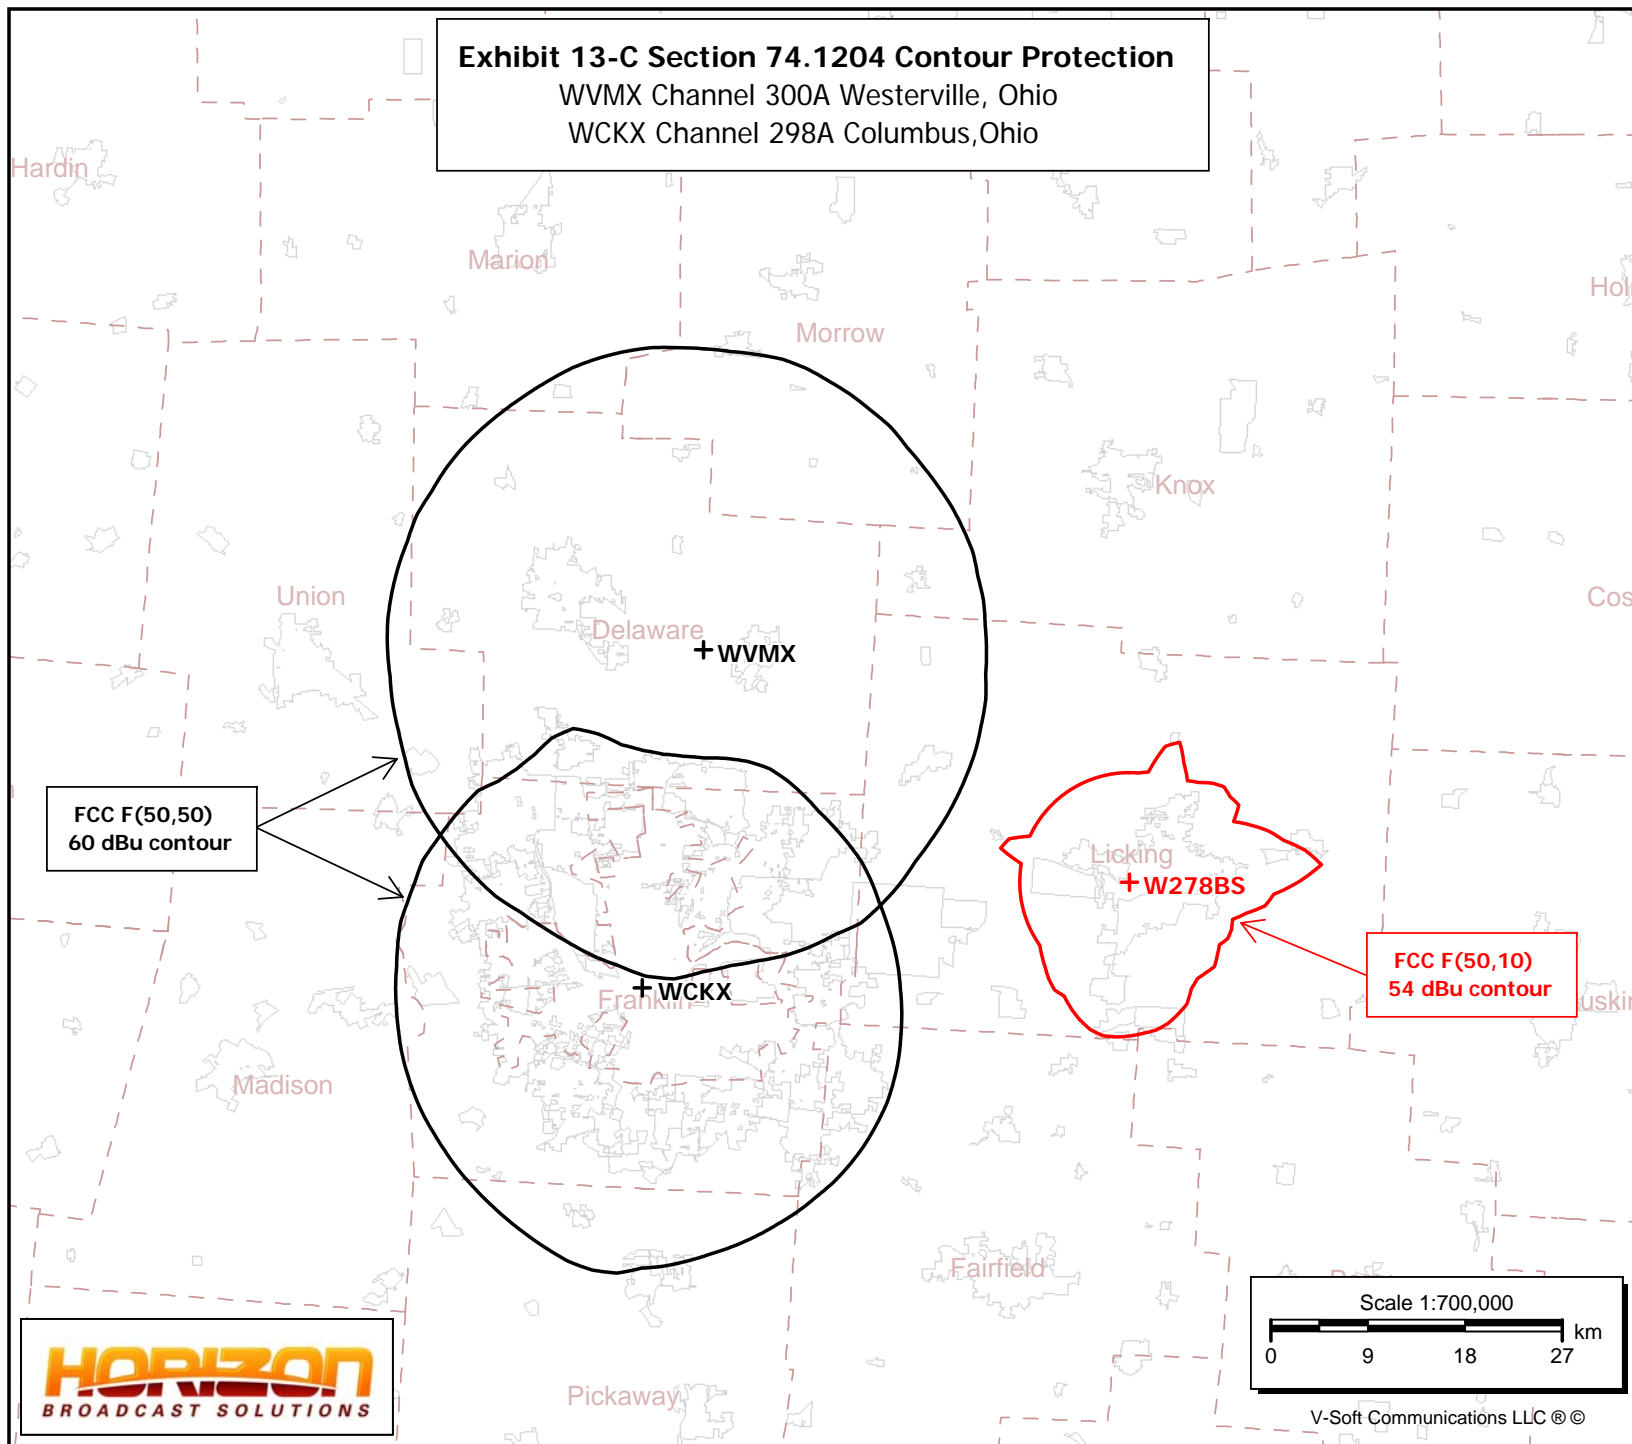 Exhibit 13-C Section 74.1204 Contour Protection
WVMX Channel 300A Westerville, Ohio
WCKX Channel 298A Columbus,Ohio
Hardin
Marion
Morrow
Hol
Knox
Union
Cos
Delaware
WVMX
FCC F(50,50)
60 dBu contour
Licking
W278BS
FCC F(50,10)
54 dBu contour
WCKX
Franklin
uskin
Madison
Fairfield
Scale 1:700,000
km
0 9 18 27
HORIZON
BROADCAST SOLUTIONS
Pickaway
V-Soft Communications LLC ® ©